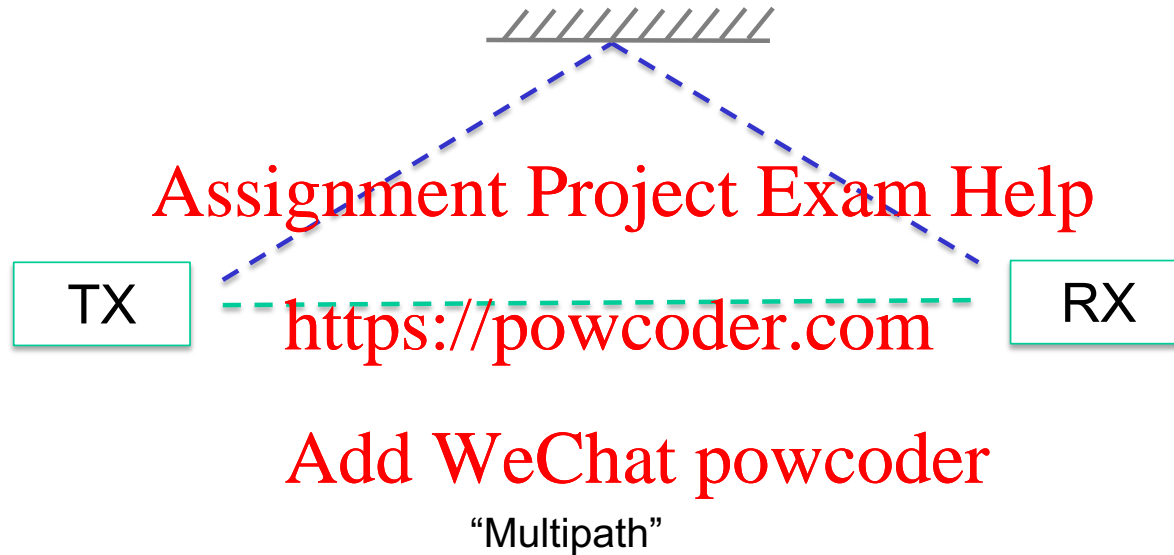 Assignment Project Exam Help
TX
RX
https://powcoder.com
Add WeChat powcoder
“Multipath”